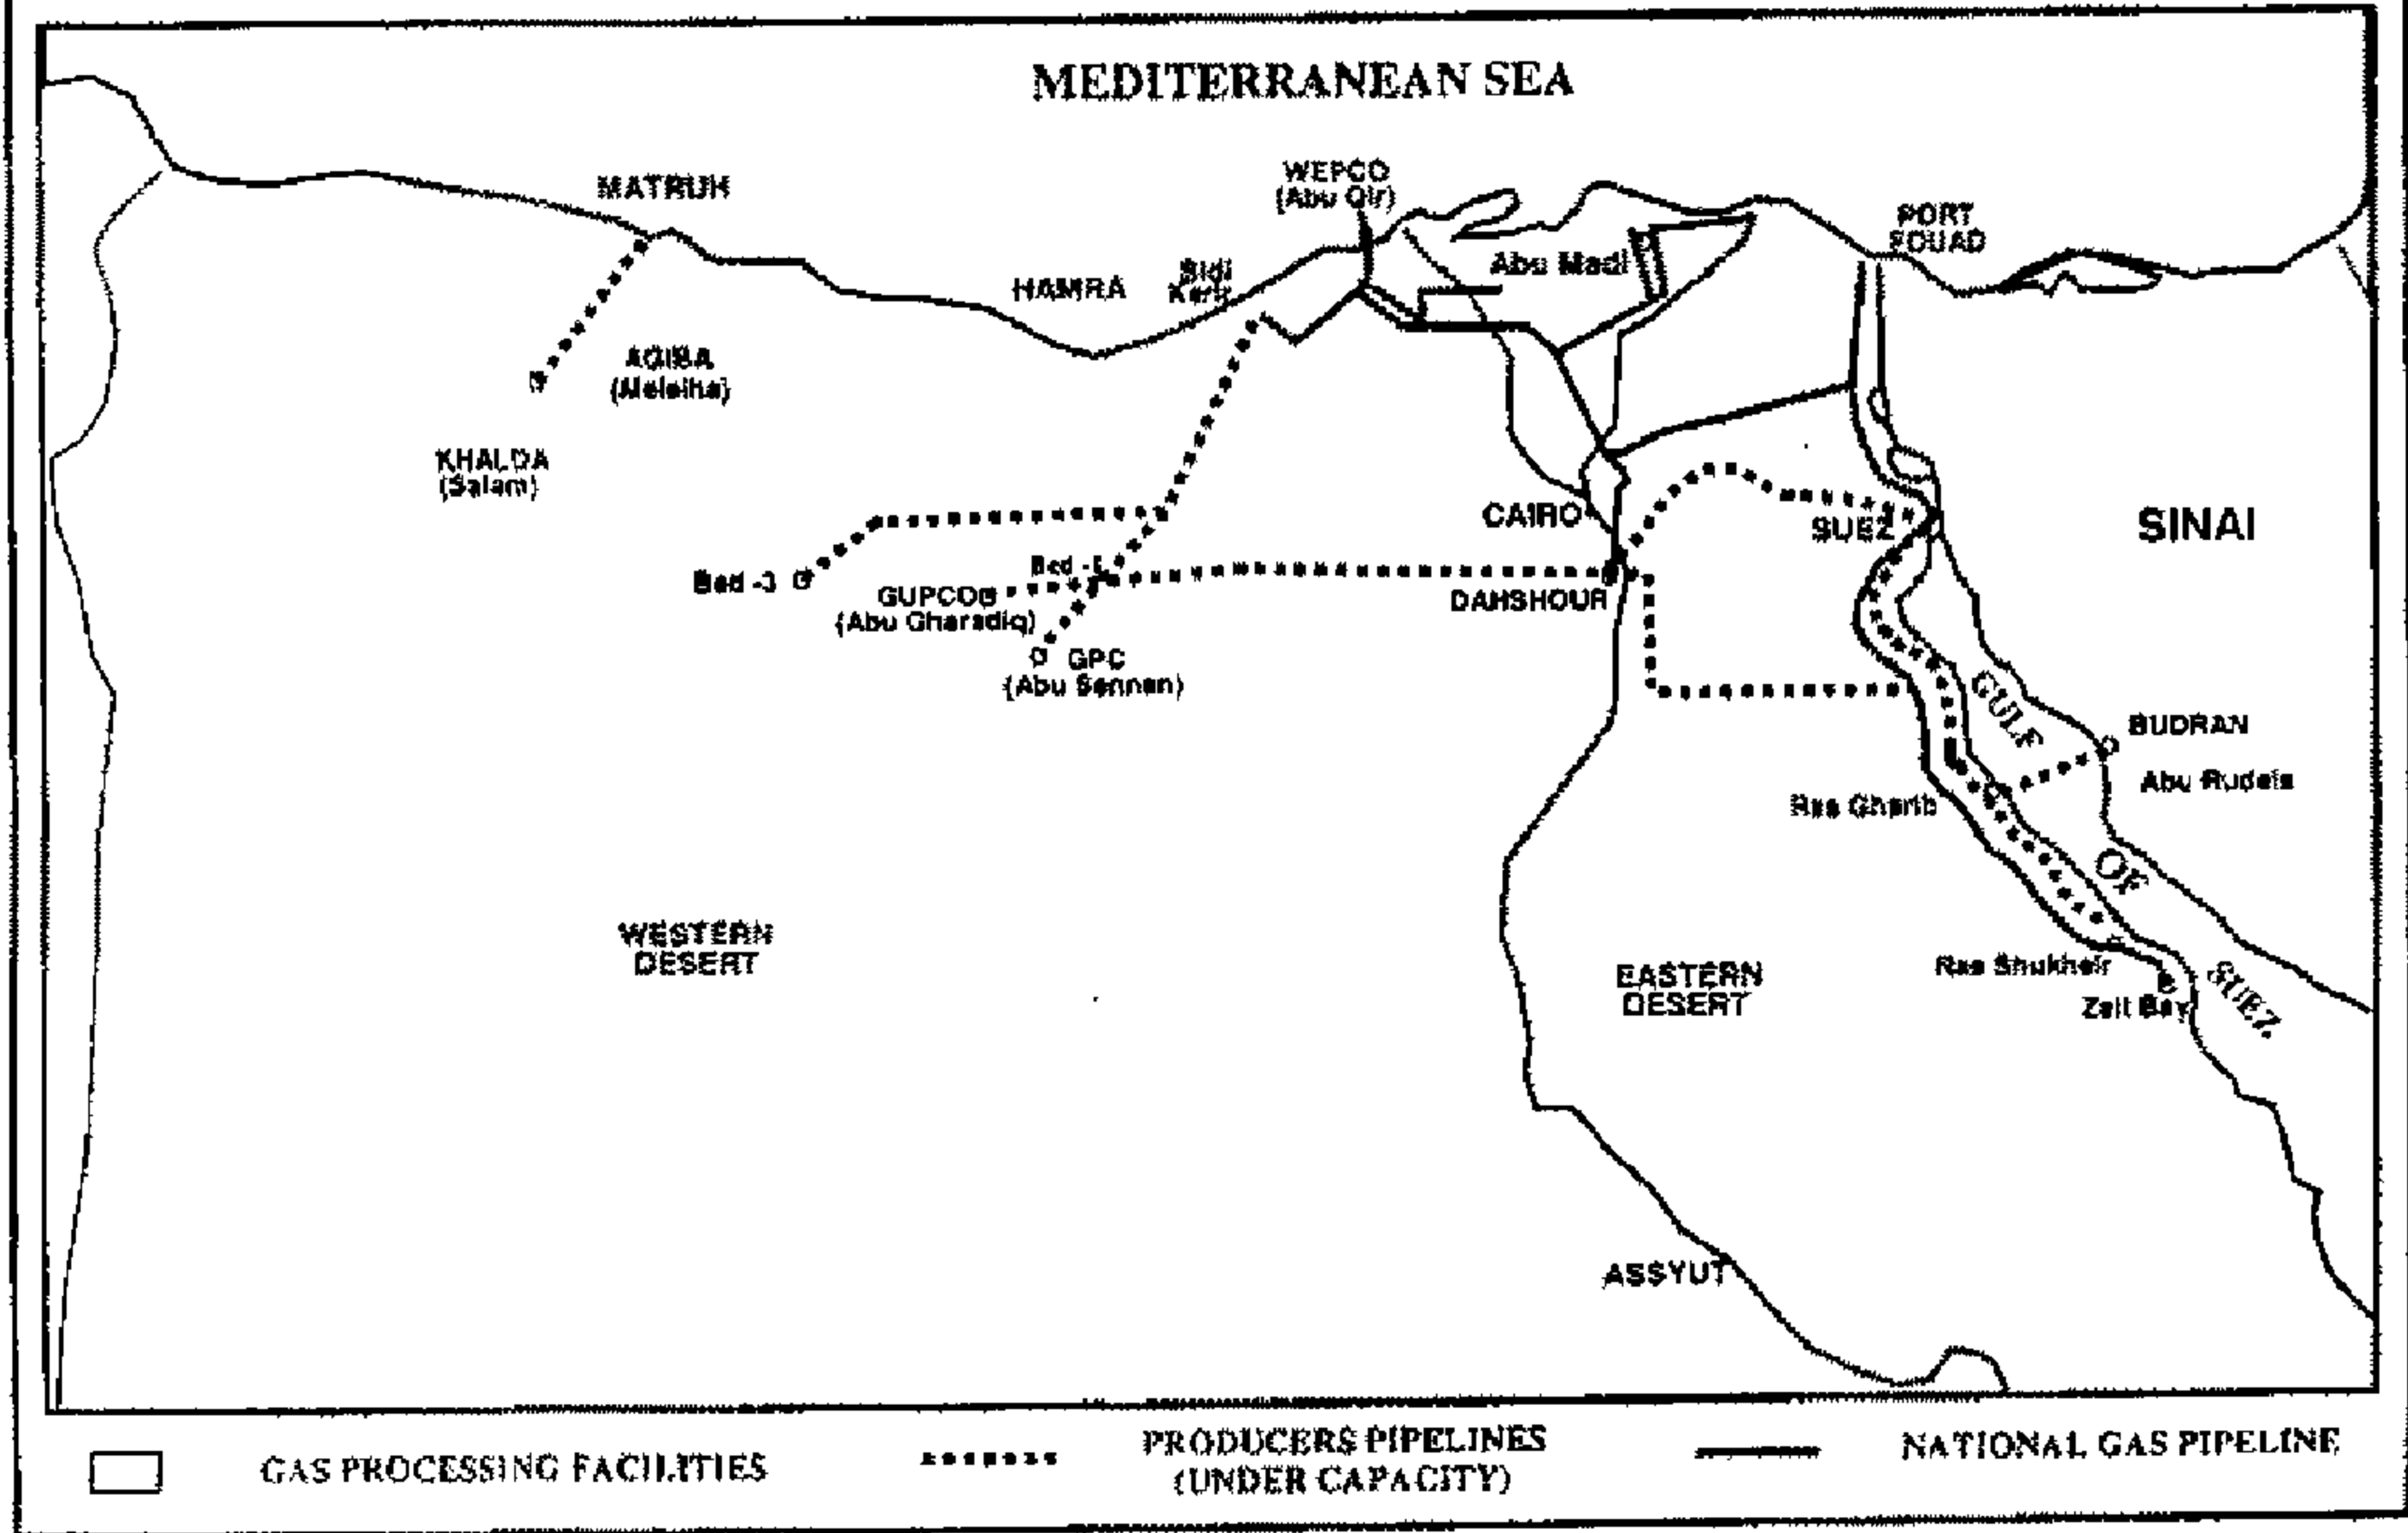 MEDITERRANEAN SEA
MATRUH
WEPCO
(Abu Qir)
PORT
FOUAD
Abu Madi
HAMRA
Sidi
Kerir
AGIBA
(Meleiha)
KHALDA
(Salam)
CAIRO
SUEZ
SINAI
Bed -3
GUPCO
(Abu Gharadiq)
DAHSHOUR
GPC
(Abu Sennan)
GULF
OF
SUEZ
BUDRAN
Abu Rudeis
Ras Gharib
WESTERN
DESERT
EASTERN
DESERT
Ras Shukheir
Zeit Bay
ASSYUT
GAS PROCESSING FACILITIES
PRODUCERS PIPELINES
(UNDER CAPACITY)
NATIONAL GAS PIPELINE